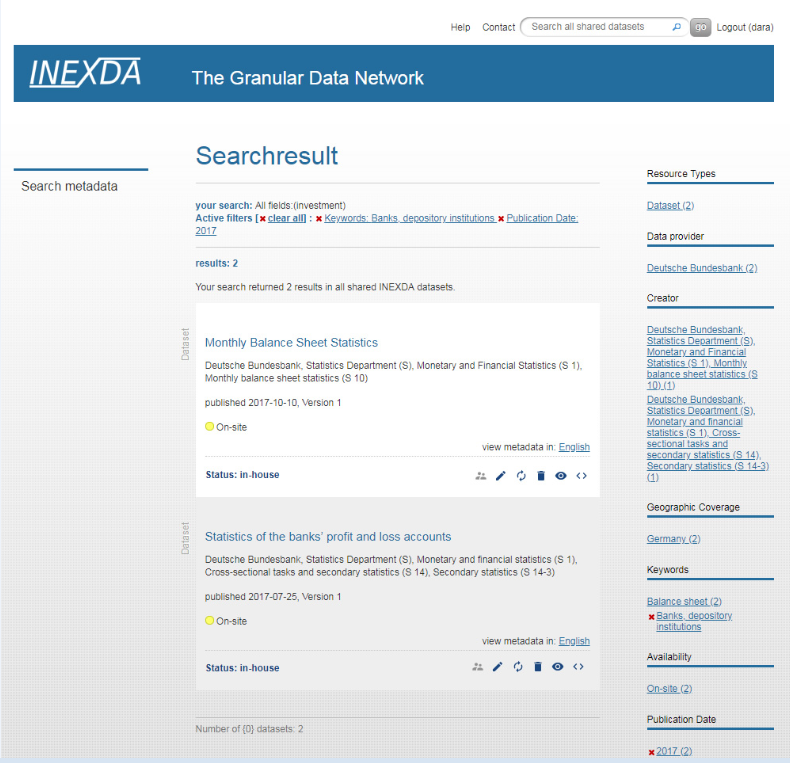 Help Contact Search all shared datasets go Logout (dara)
INEXDA The Granular Data Network
Search metadata
Searchresult
your search: All fields:(investment)
Active filters [✖ clear all] : ✖ Keywords: Banks, depository institutions ✖ Publication Date:
2017
results: 2
Your search returned 2 results in all shared INEXDA datasets.
Dataset
Monthly Balance Sheet Statistics
Deutsche Bundesbank, Statistics Department (S), Monetary and Financial Statistics (S 1),
Monthly balance sheet statistics (S 10)
published 2017-10-10, Version 1
On-site
view metadata in: English
Status: in-house
Dataset
Statistics of the banks' profit and loss accounts
Deutsche Bundesbank, Statistics Department (S), Monetary and financial statistics (S 1),
Cross-sectional tasks and secondary statistics (S 14), Secondary statistics (S 14-3)
published 2017-07-25, Version 1
On-site
view metadata in: English
Status: in-house
Number of {0} datasets: 2
Resource Types
Dataset (2)
Data provider
Deutsche Bundesbank (2)
Creator
Deutsche Bundesbank,
Statistics Department (S),
Monetary and Financial
Statistics (S 1), Monthly
balance sheet statistics (S
10) (1)
Deutsche Bundesbank,
Statistics Department (S),
Monetary and financial
statistics (S 1), Cross-
sectional tasks and
secondary statistics (S 14),
Secondary statistics (S 14-3)
(1)
Geographic Coverage
Germany (2)
Keywords
Balance sheet (2)
✖ Banks, depository
institutions
Availability
On-site (2)
Publication Date
✖ 2017 (2)